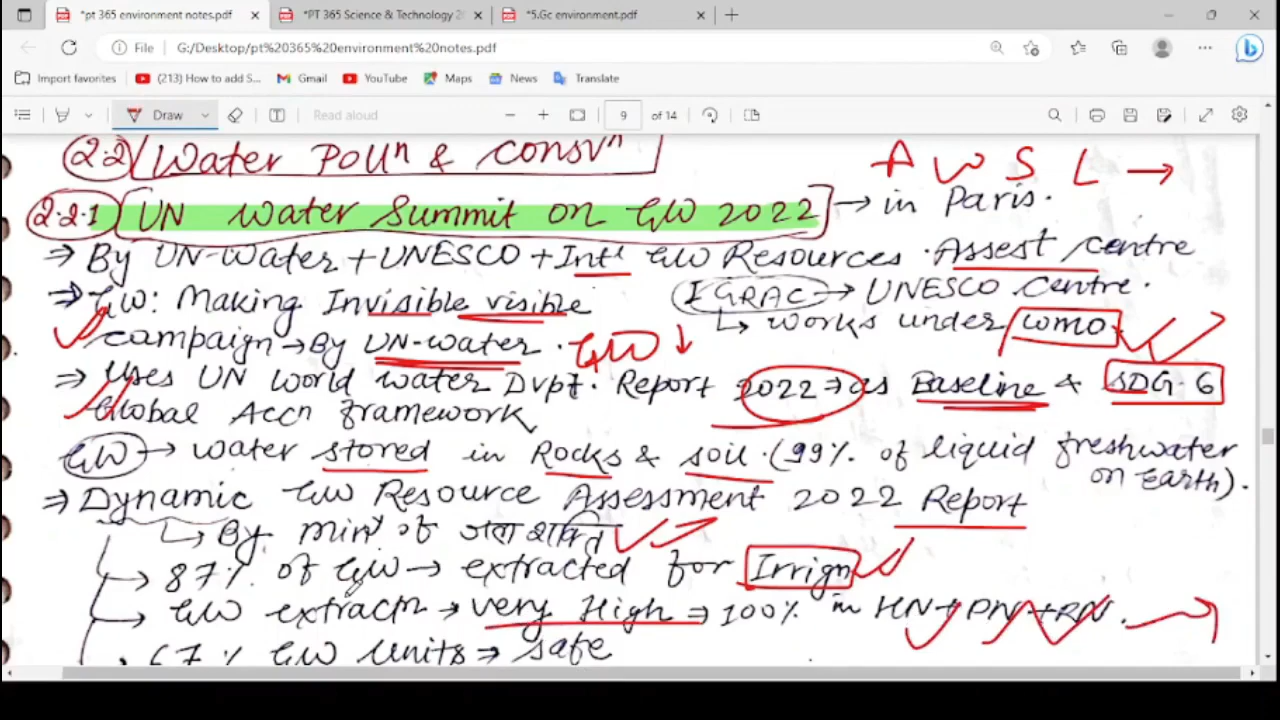 *pt 365 environment notes.pdf
*PT 365 Science & Technology 2
*5.Gc environment.pdf
File G:/Desktop/pt%20365%20environment%20notes.pdf
Import favorites (213) How to add S... Gmail YouTube Maps News Translate
Draw Read aloud 9 of 14
2.2 Water Pollⁿ & Consvⁿ
A W S L →
2.2.1 UN Water Summit on GW 2022 → in Paris.
⇒ By UN-Water + UNESCO + Intˡ GW Resources Assest centre
⇒ GW: Making Invisible visible IGRAC → UNESCO Centre.
campaign → By UN-Water. GW ↓ ↳ works under WMO
⇒ Uses UN World Water Dvpt. Report 2022 ⇒ as Baseline & SDG-6
Global Accn framework
GW → water stored in Rocks & soil. (99% of liquid freshwater
on Earth).
⇒ Dynamic GW Resource Assessment 2022 Report
↳ By minʸ of जल शक्ति
→ 87% of GW → extracted for Irrign
→ GW extractn → very High ⇒ 100% in HN + PN + RN.
67% GW Units ⇒ safe